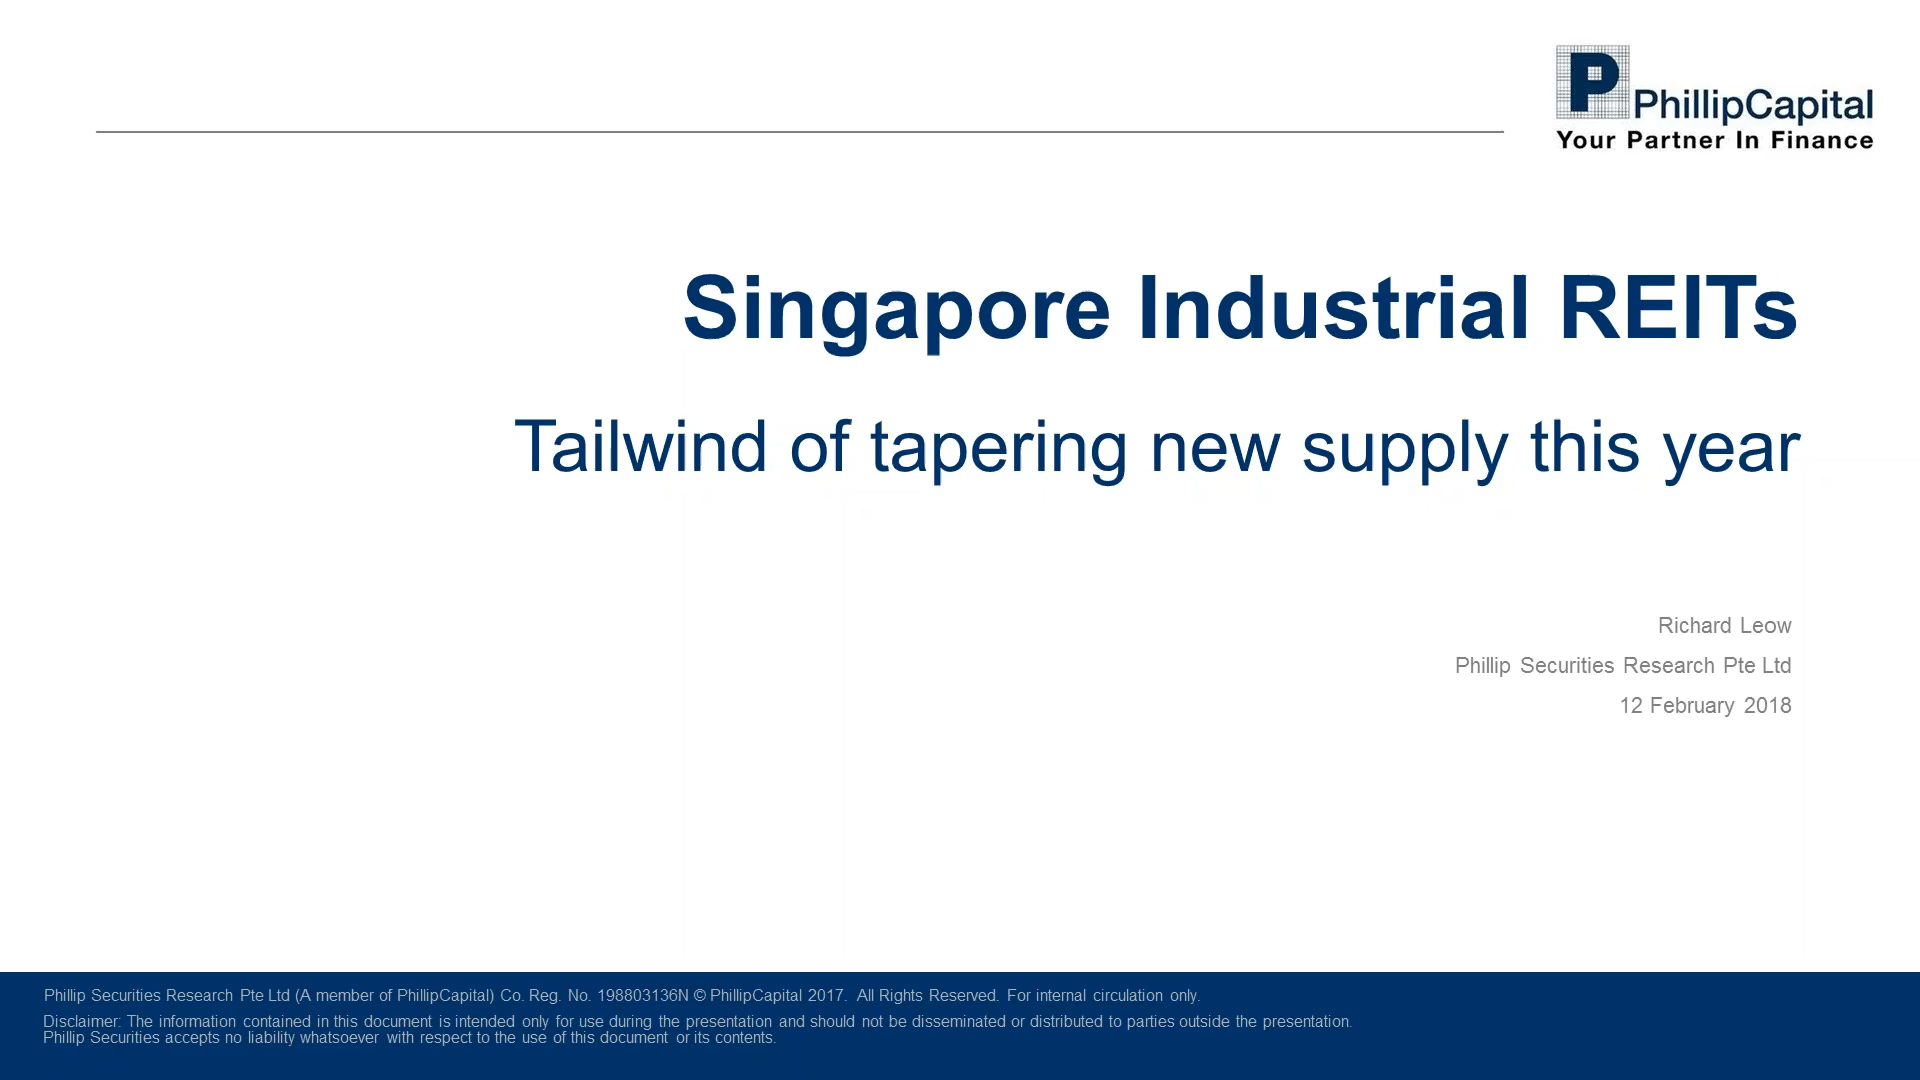 P
PhillipCapital
Your Partner In Finance
Singapore Industrial REITs
Tailwind of tapering new supply this year
Richard Leow
Phillip Securities Research Pte Ltd
12 February 2018
Phillip Securities Research Pte Ltd (A member of PhillipCapital) Co. Reg. No. 198803136N © PhillipCapital 2017. All Rights Reserved. For internal circulation only.
Disclaimer: The information contained in this document is intended only for use during the presentation and should not be disseminated or distributed to parties outside the presentation.
Phillip Securities accepts no liability whatsoever with respect to the use of this document or its contents.